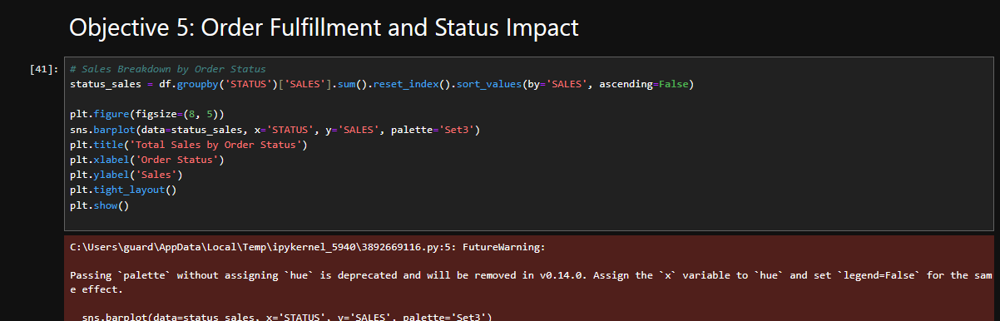 Objective 5: Order Fulfillment and Status Impact
[41]: # Sales Breakdown by Order Status
status_sales = df.groupby('STATUS')['SALES'].sum().reset_index().sort_values(by='SALES', ascending=False)
plt.figure(figsize=(8, 5))
sns.barplot(data=status_sales, x='STATUS', y='SALES', palette='Set3')
plt.title('Total Sales by Order Status')
plt.xlabel('Order Status')
plt.ylabel('Sales')
plt.tight_layout()
plt.show()
C:\Users\guard\AppData\Local\Temp\ipykernel_5940\3892669116.py:5: FutureWarning:
Passing `palette` without assigning `hue` is deprecated and will be removed in v0.14.0. Assign the `x` variable to `hue` and set `legend=False` for the sam
e effect.
sns.barplot(data=status_sales, x='STATUS', y='SALES', palette='Set3')